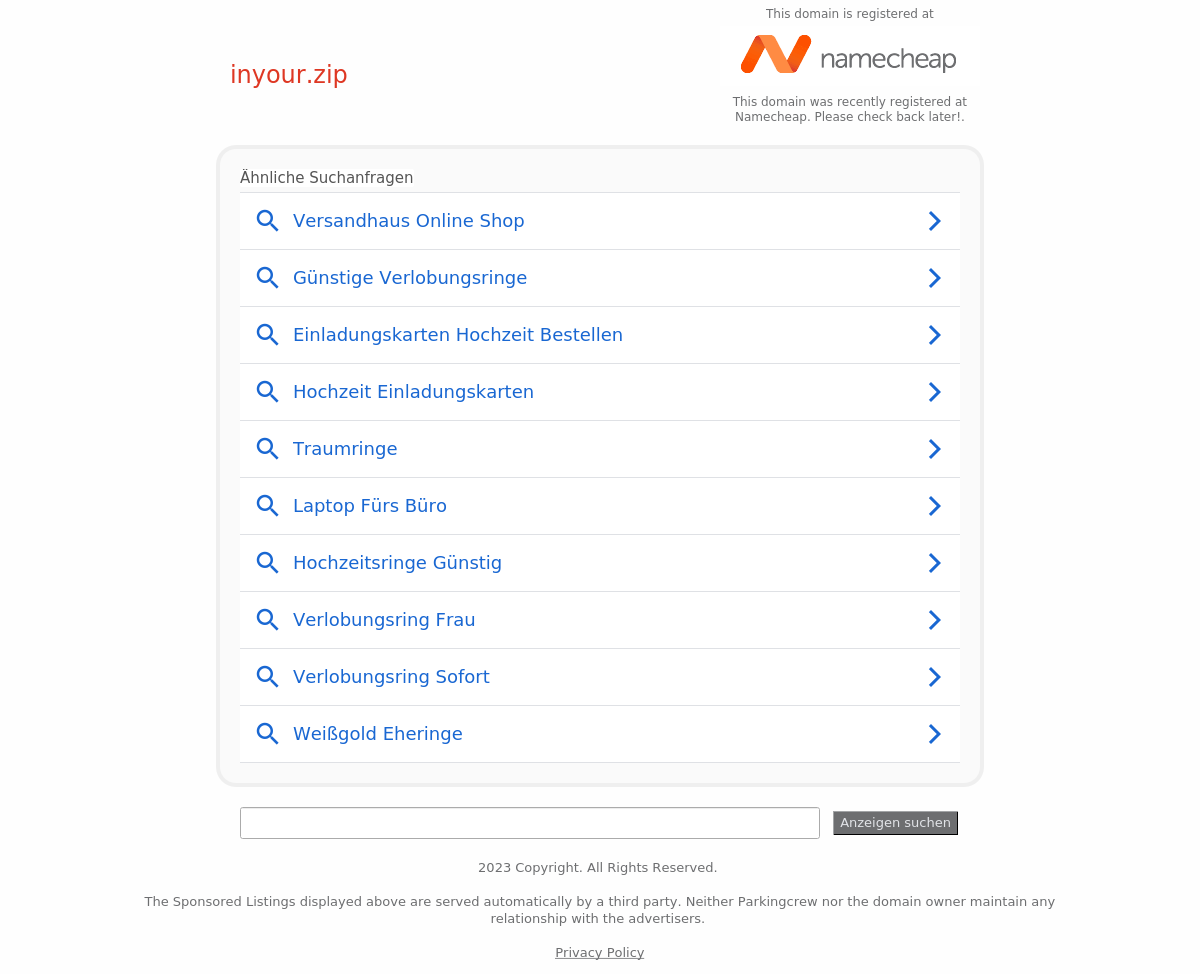 This domain is registered at
namecheap
inyour.zip
This domain was recently registered at
Namecheap. Please check back later!.
Ähnliche Suchanfragen
Versandhaus Online Shop
Günstige Verlobungsringe
Einladungskarten Hochzeit Bestellen
Hochzeit Einladungskarten
Traumringe
Laptop Fürs Büro
Hochzeitsringe Günstig
Verlobungsring Frau
Verlobungsring Sofort
Weißgold Eheringe
Anzeigen suchen
2023 Copyright. All Rights Reserved.
The Sponsored Listings displayed above are served automatically by a third party. Neither Parkingcrew nor the domain owner maintain any
relationship with the advertisers.
Privacy Policy